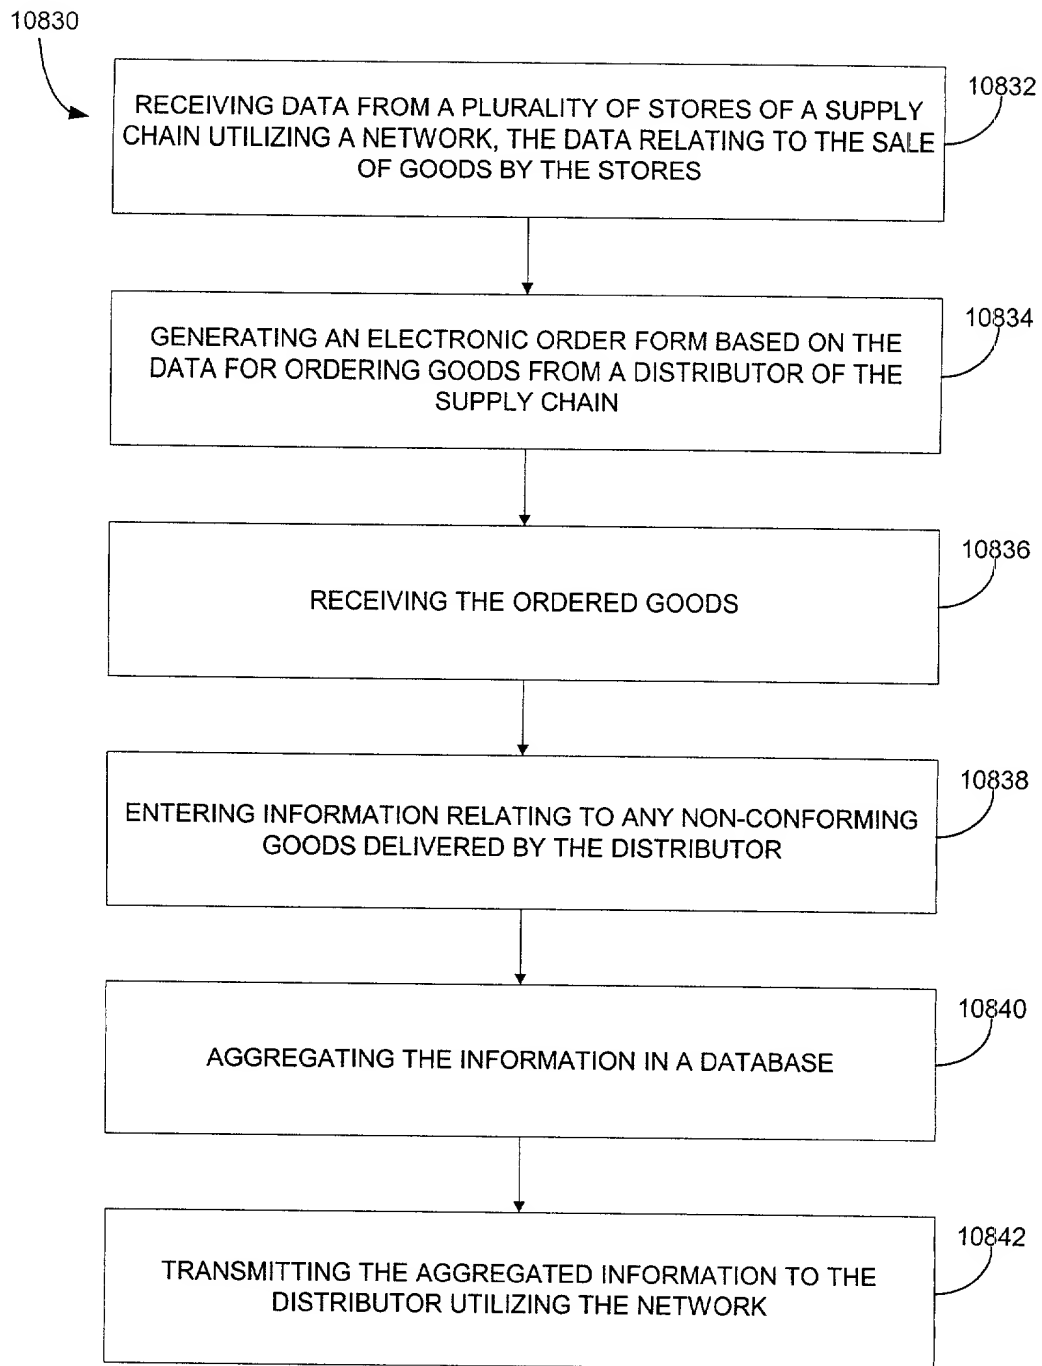 10830
10832
RECEIVING DATA FROM A PLURALITY OF STORES OF A SUPPLY
CHAIN UTILIZING A NETWORK, THE DATA RELATING TO THE SALE
OF GOODS BY THE STORES
10834
GENERATING AN ELECTRONIC ORDER FORM BASED ON THE
DATA FOR ORDERING GOODS FROM A DISTRIBUTOR OF THE
SUPPLY CHAIN
10836
RECEIVING THE ORDERED GOODS
10838
ENTERING INFORMATION RELATING TO ANY NON-CONFORMING
GOODS DELIVERED BY THE DISTRIBUTOR
10840
AGGREGATING THE INFORMATION IN A DATABASE
10842
TRANSMITTING THE AGGREGATED INFORMATION TO THE
DISTRIBUTOR UTILIZING THE NETWORK